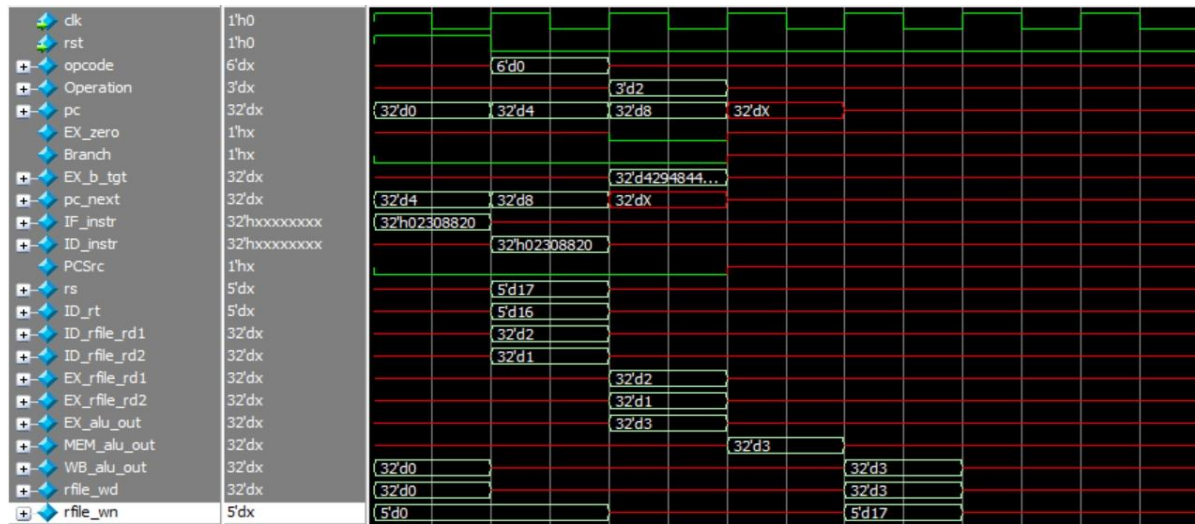 clk 1'h0
rst 1'h0
opcode 6'dx 6'd0
Operation 3'dx 3'd2
pc 32'dx 32'd0 32'd4 32'd8 32'dX
EX_zero 1'hx
Branch 1'hx
EX_b_tgt 32'dx 32'd4294844...
pc_next 32'dx 32'd4 32'd8 32'dX
IF_instr 32'hxxxxxxxx 32'h02308820
ID_instr 32'hxxxxxxxx 32'h02308820
PCSrc 1'hx
rs 5'dx 5'd17
ID_rt 5'dx 5'd16
ID_rfile_rd1 32'dx 32'd2
ID_rfile_rd2 32'dx 32'd1
EX_rfile_rd1 32'dx 32'd2
EX_rfile_rd2 32'dx 32'd1
EX_alu_out 32'dx 32'd3
MEM_alu_out 32'dx 32'd3
WB_alu_out 32'dx 32'd0 32'd3
rfile_wd 32'dx 32'd0 32'd3
rfile_wn 5'dx 5'd0 5'd17